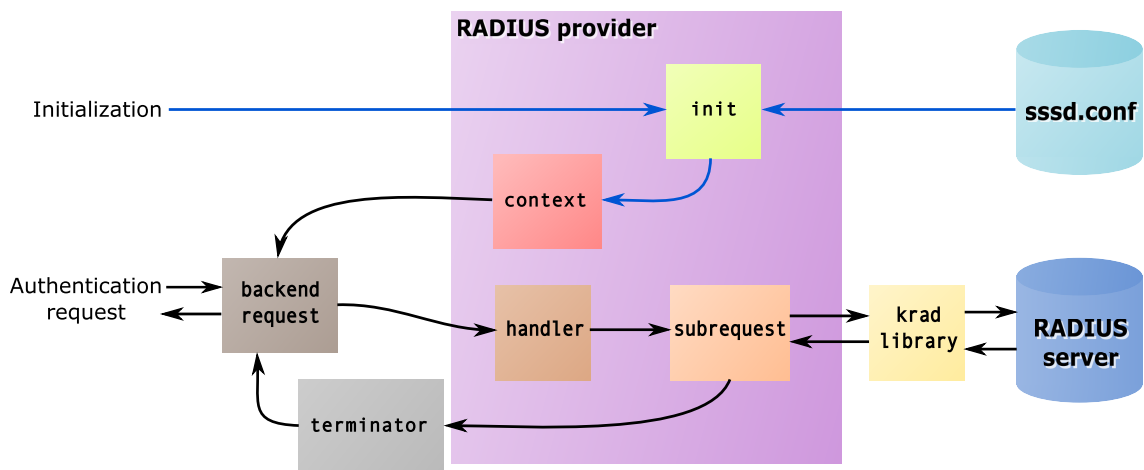 RADIUS provider
Initialization
init
sssd.conf
context
Authentication
request
backend
request
handler
subrequest
krad
library
RADIUS
server
terminator